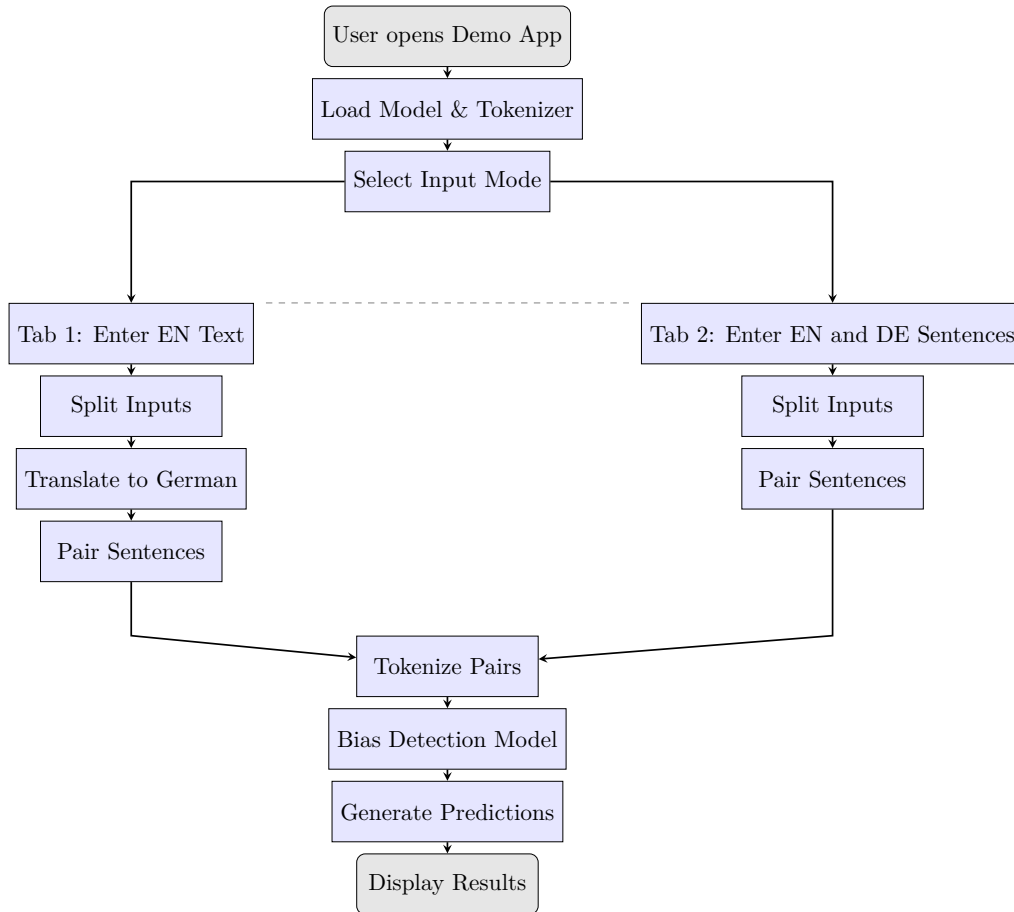 User opens Demo App
Load Model & Tokenizer
Select Input Mode
Tab 1: Enter EN Text
Split Inputs
Translate to German
Pair Sentences
Tab 2: Enter EN and DE Sentences
Split Inputs
Pair Sentences
Tokenize Pairs
Bias Detection Model
Generate Predictions
Display Results